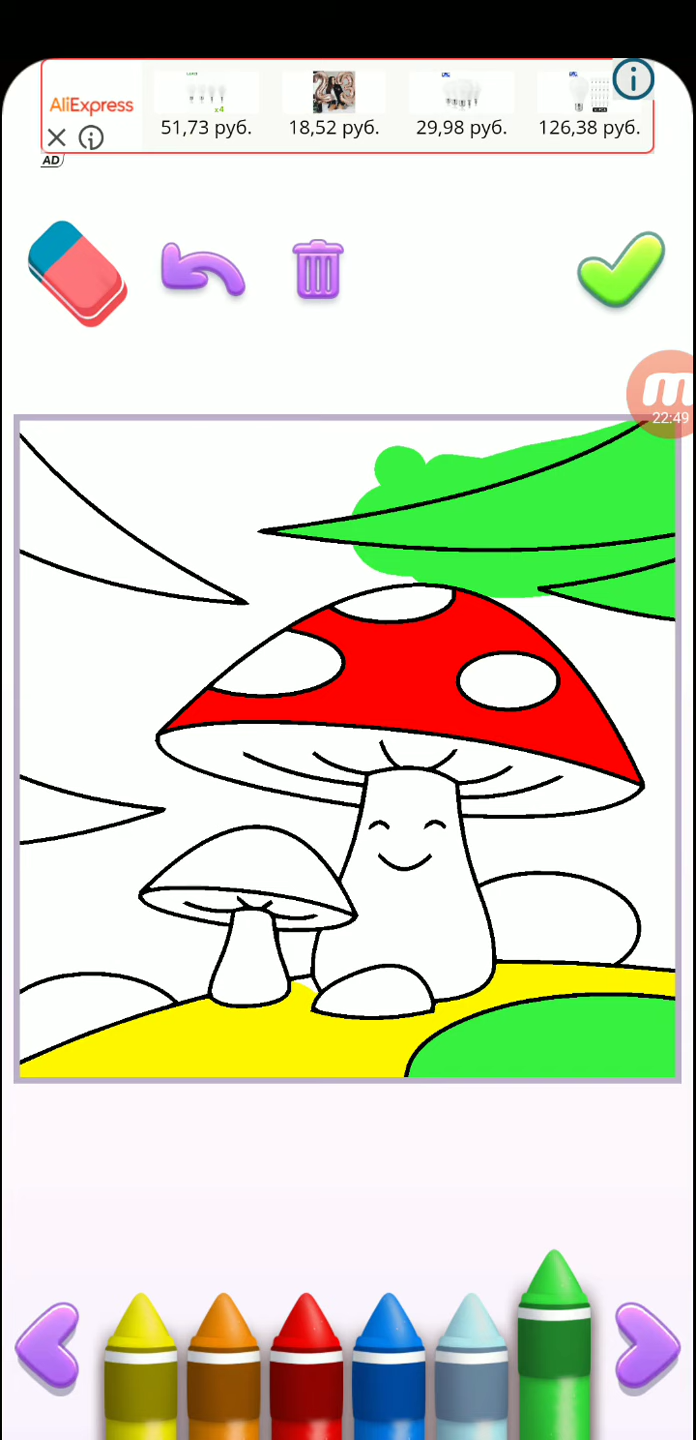 AliExpress
51,73 руб.
18,52 руб.
29,98 руб.
126,38 руб.
AD
22:49